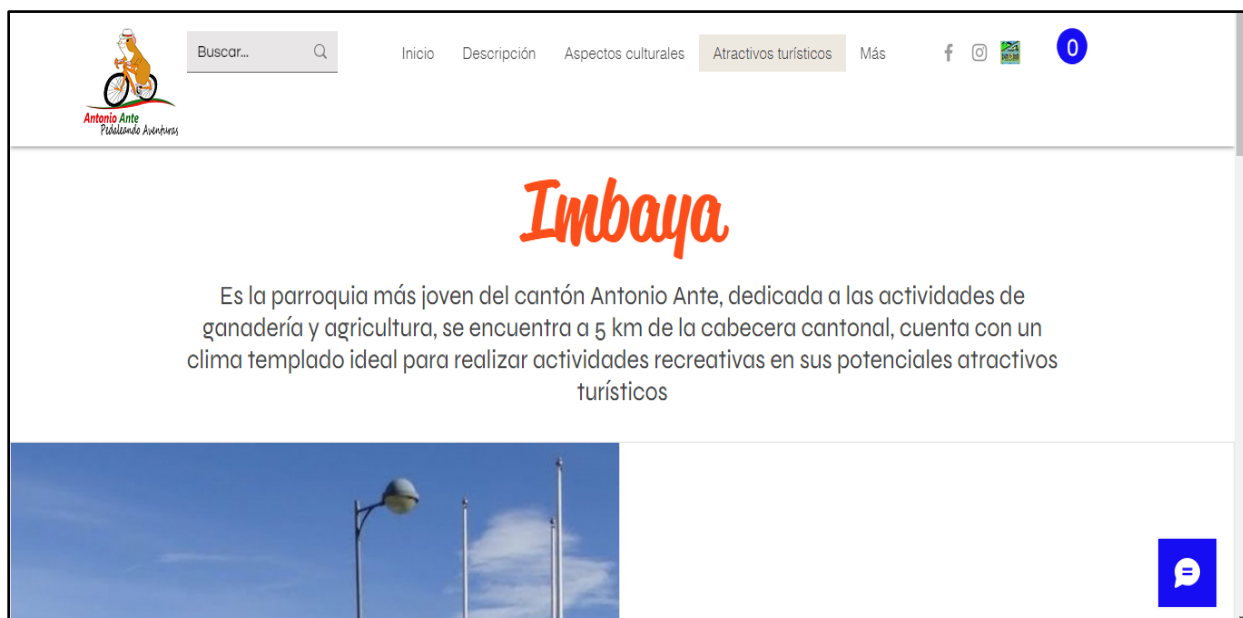 Antonio Ante
Pedaleando Aventuras
Buscar...
Inicio
Descripción
Aspectos culturales
Atractivos turísticos
Más
0
Imbaya
Es la parroquia más joven del cantón Antonio Ante, dedicada a las actividades de
ganadería y agricultura, se encuentra a 5 km de la cabecera cantonal, cuenta con un
clima templado ideal para realizar actividades recreativas en sus potenciales atractivos
turísticos